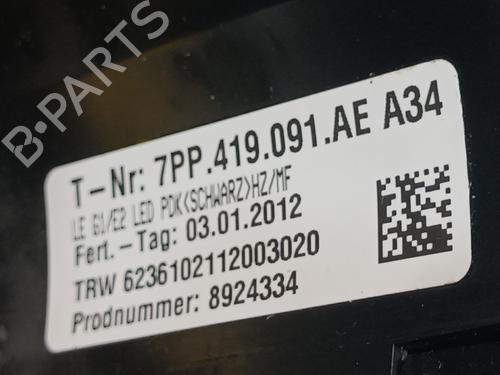 B-PARTS
T-Nr: 7PP.419.091.AE A34
LE G1/E2 LED PDK<SCHWARZ>HZ/MF
Fert.-Tag: 03.01.2012
TRW 6236102112003020
Prodnummer: 8924334